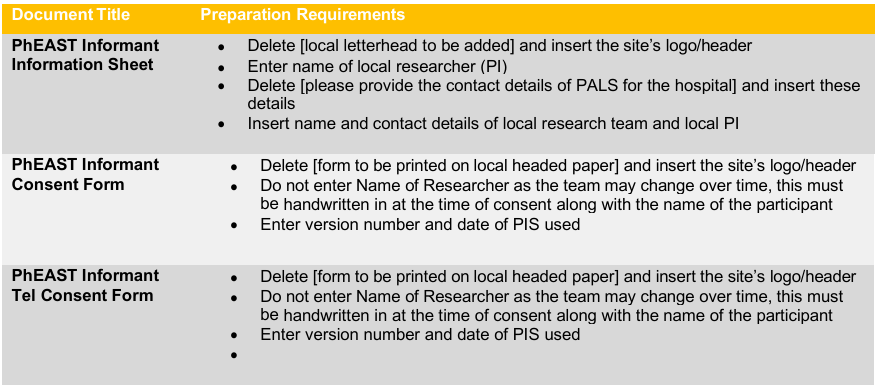 Document Title Preparation Requirements
PhEAST Informant
Information Sheet
• Delete [local letterhead to be added] and insert the site's logo/header
• Enter name of local researcher (PI)
• Delete [please provide the contact details of PALS for the hospital] and insert these
details
• Insert name and contact details of local research team and local PI
PhEAST Informant
Consent Form
• Delete [form to be printed on local headed paper] and insert the site's logo/header
• Do not enter Name of Researcher as the team may change over time, this must
be handwritten in at the time of consent along with the name of the participant
• Enter version number and date of PIS used
PhEAST Informant
Tel Consent Form
• Delete [form to be printed on local headed paper] and insert the site's logo/header
• Do not enter Name of Researcher as the team may change over time, this must
be handwritten in at the time of consent along with the name of the participant
• Enter version number and date of PIS used
•